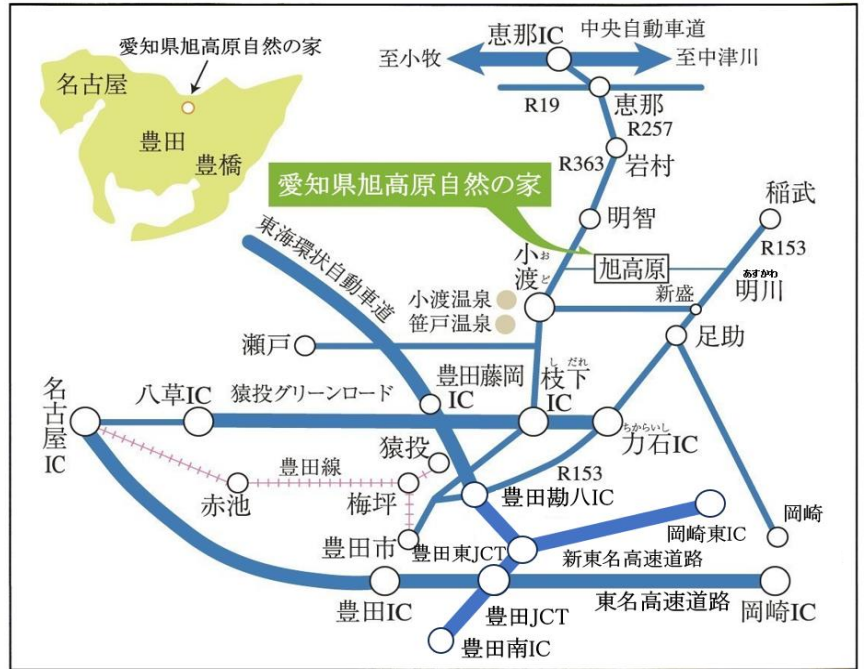 愛知県旭高原自然の家
名古屋
豊田
豊橋
恵那IC
中央自動車道
至小牧
至中津川
R19
恵那
R257
R363
岩村
愛知県旭高原自然の家
明智
稲武
R153
東海環状自動車道
小渡
おど
旭高原
あすかわ
明川
新盛
小渡温泉
笹戸温泉
足助
瀬戸
豊田藤岡
IC
しだれ
枝下
IC
名古屋
IC
八草IC
猿投グリーンロード
ちからいし
力石IC
猿投
豊田線
R153
赤池
梅坪
豊田勘八IC
岡崎東IC
岡崎
豊田市
豊田東JCT
新東名高速道路
豊田IC
豊田JCT
東名高速道路
岡崎IC
豊田南IC